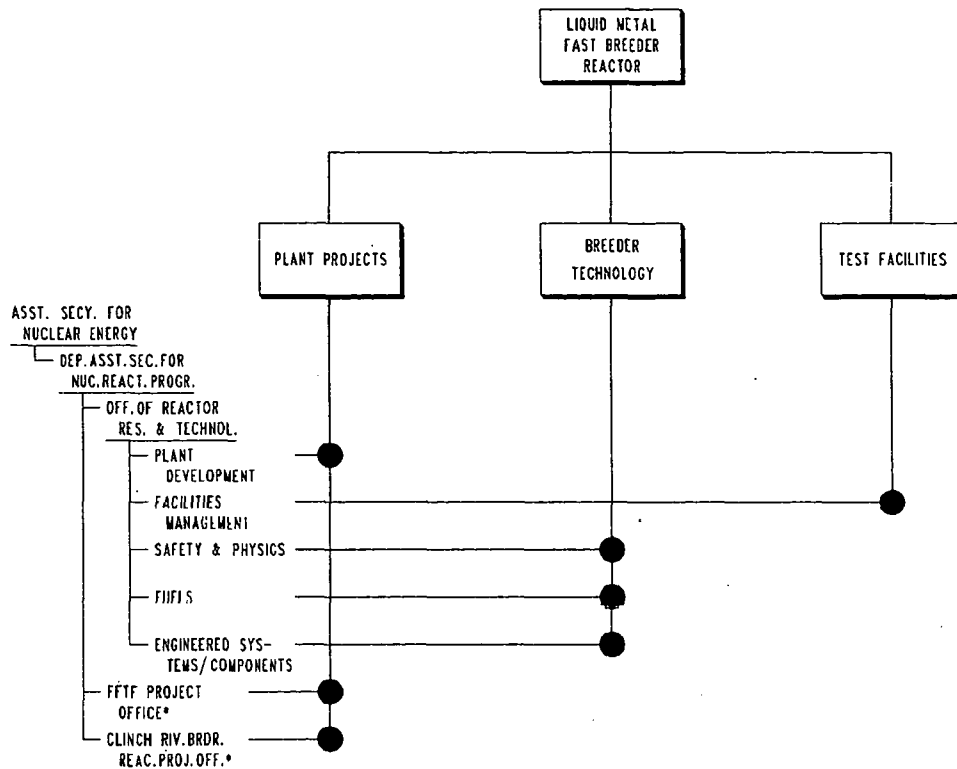 LIQUID METAL
FAST BREEDER
REACTOR
PLANT PROJECTS
BREEDER
TECHNOLOGY
TEST FACILITIES
ASST. SECY. FOR
NUCLEAR ENERGY
DEP.ASST.SEC.FOR
NUC.REACT.PROGR.
OFF.OF REACTOR
RES. & TECHNOL.
PLANT
DEVELOPMENT
FACILITIES
MANAGEMENT
SAFETY & PHYSICS
FUELS
ENGINEERED SYS-
TEMS/COMPONENTS
FFTF PROJECT
OFFICE*
CLINCH RIV.BRDR.
REAC.PROJ.OFF.*